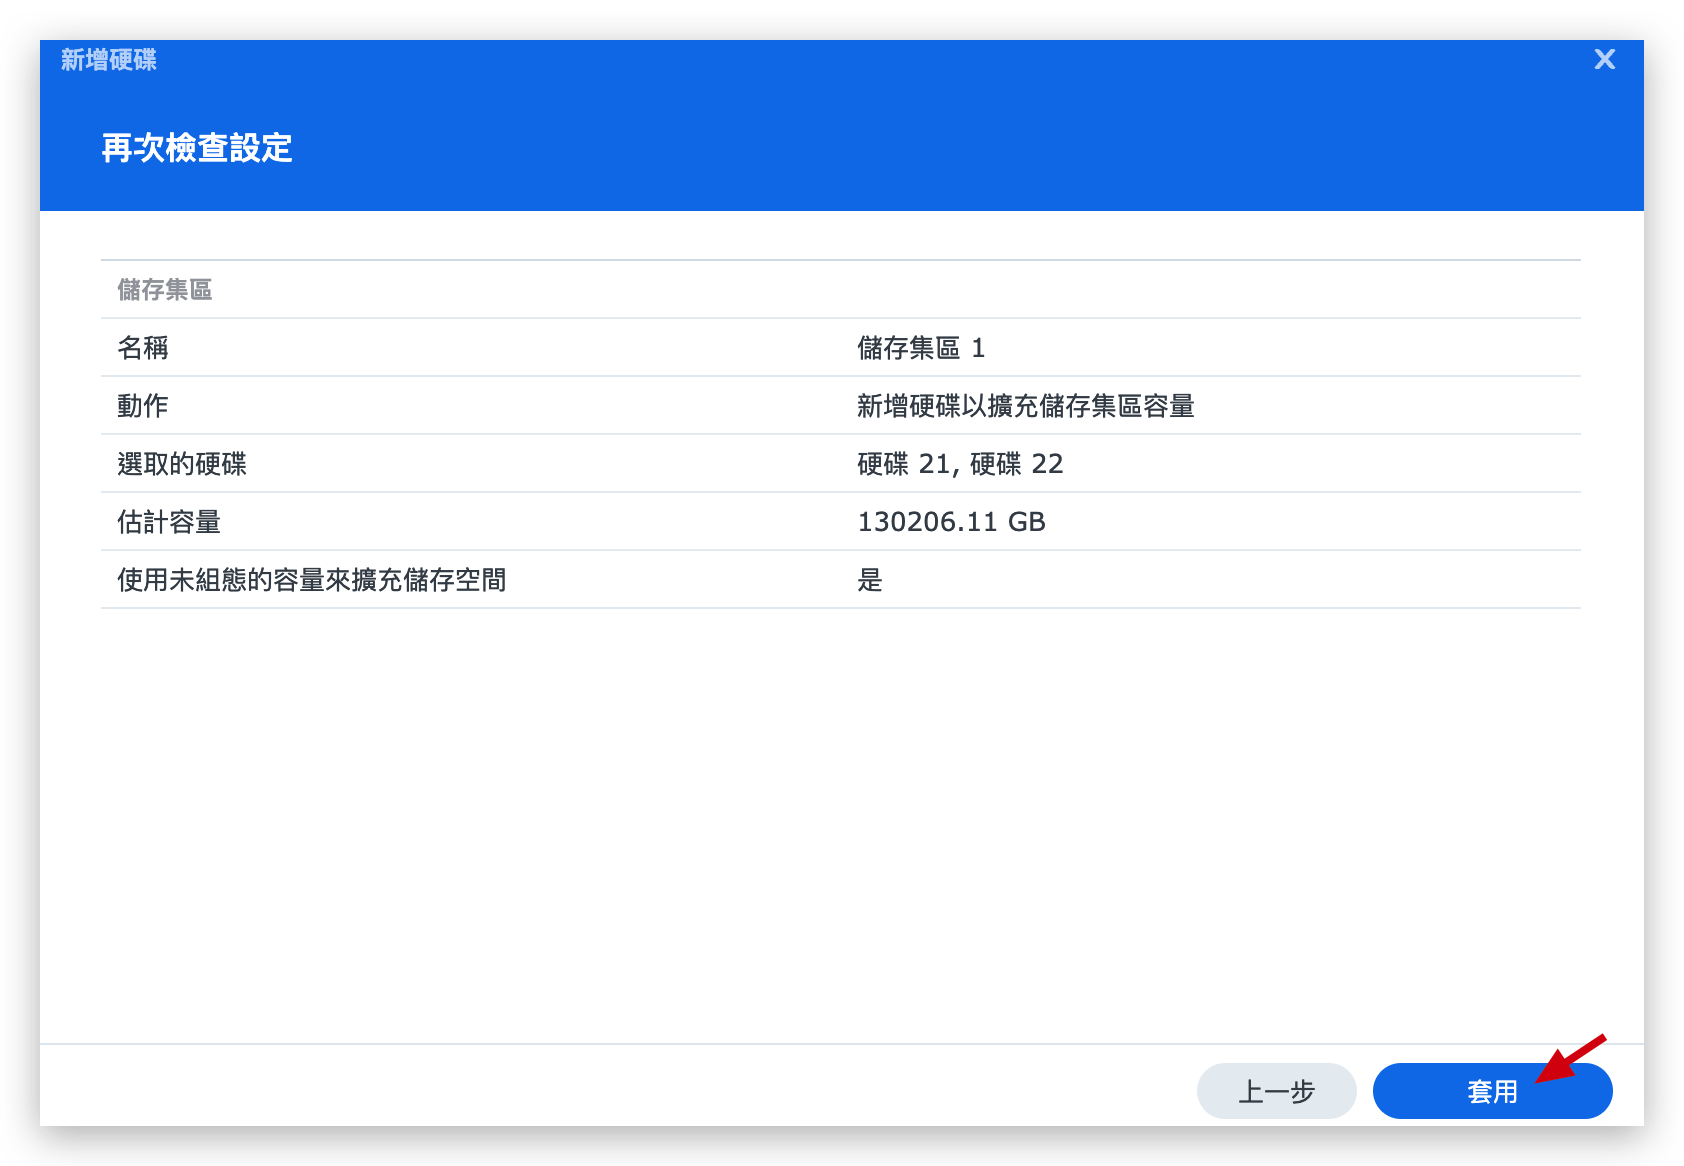 新增硬碟
X
再次檢查設定
儲存集區
名稱 儲存集區 1
動作 新增硬碟以擴充儲存集區容量
選取的硬碟 硬碟 21, 硬碟 22
估計容量 130206.11 GB
使用未組態的容量來擴充儲存空間 是
上一步 套用